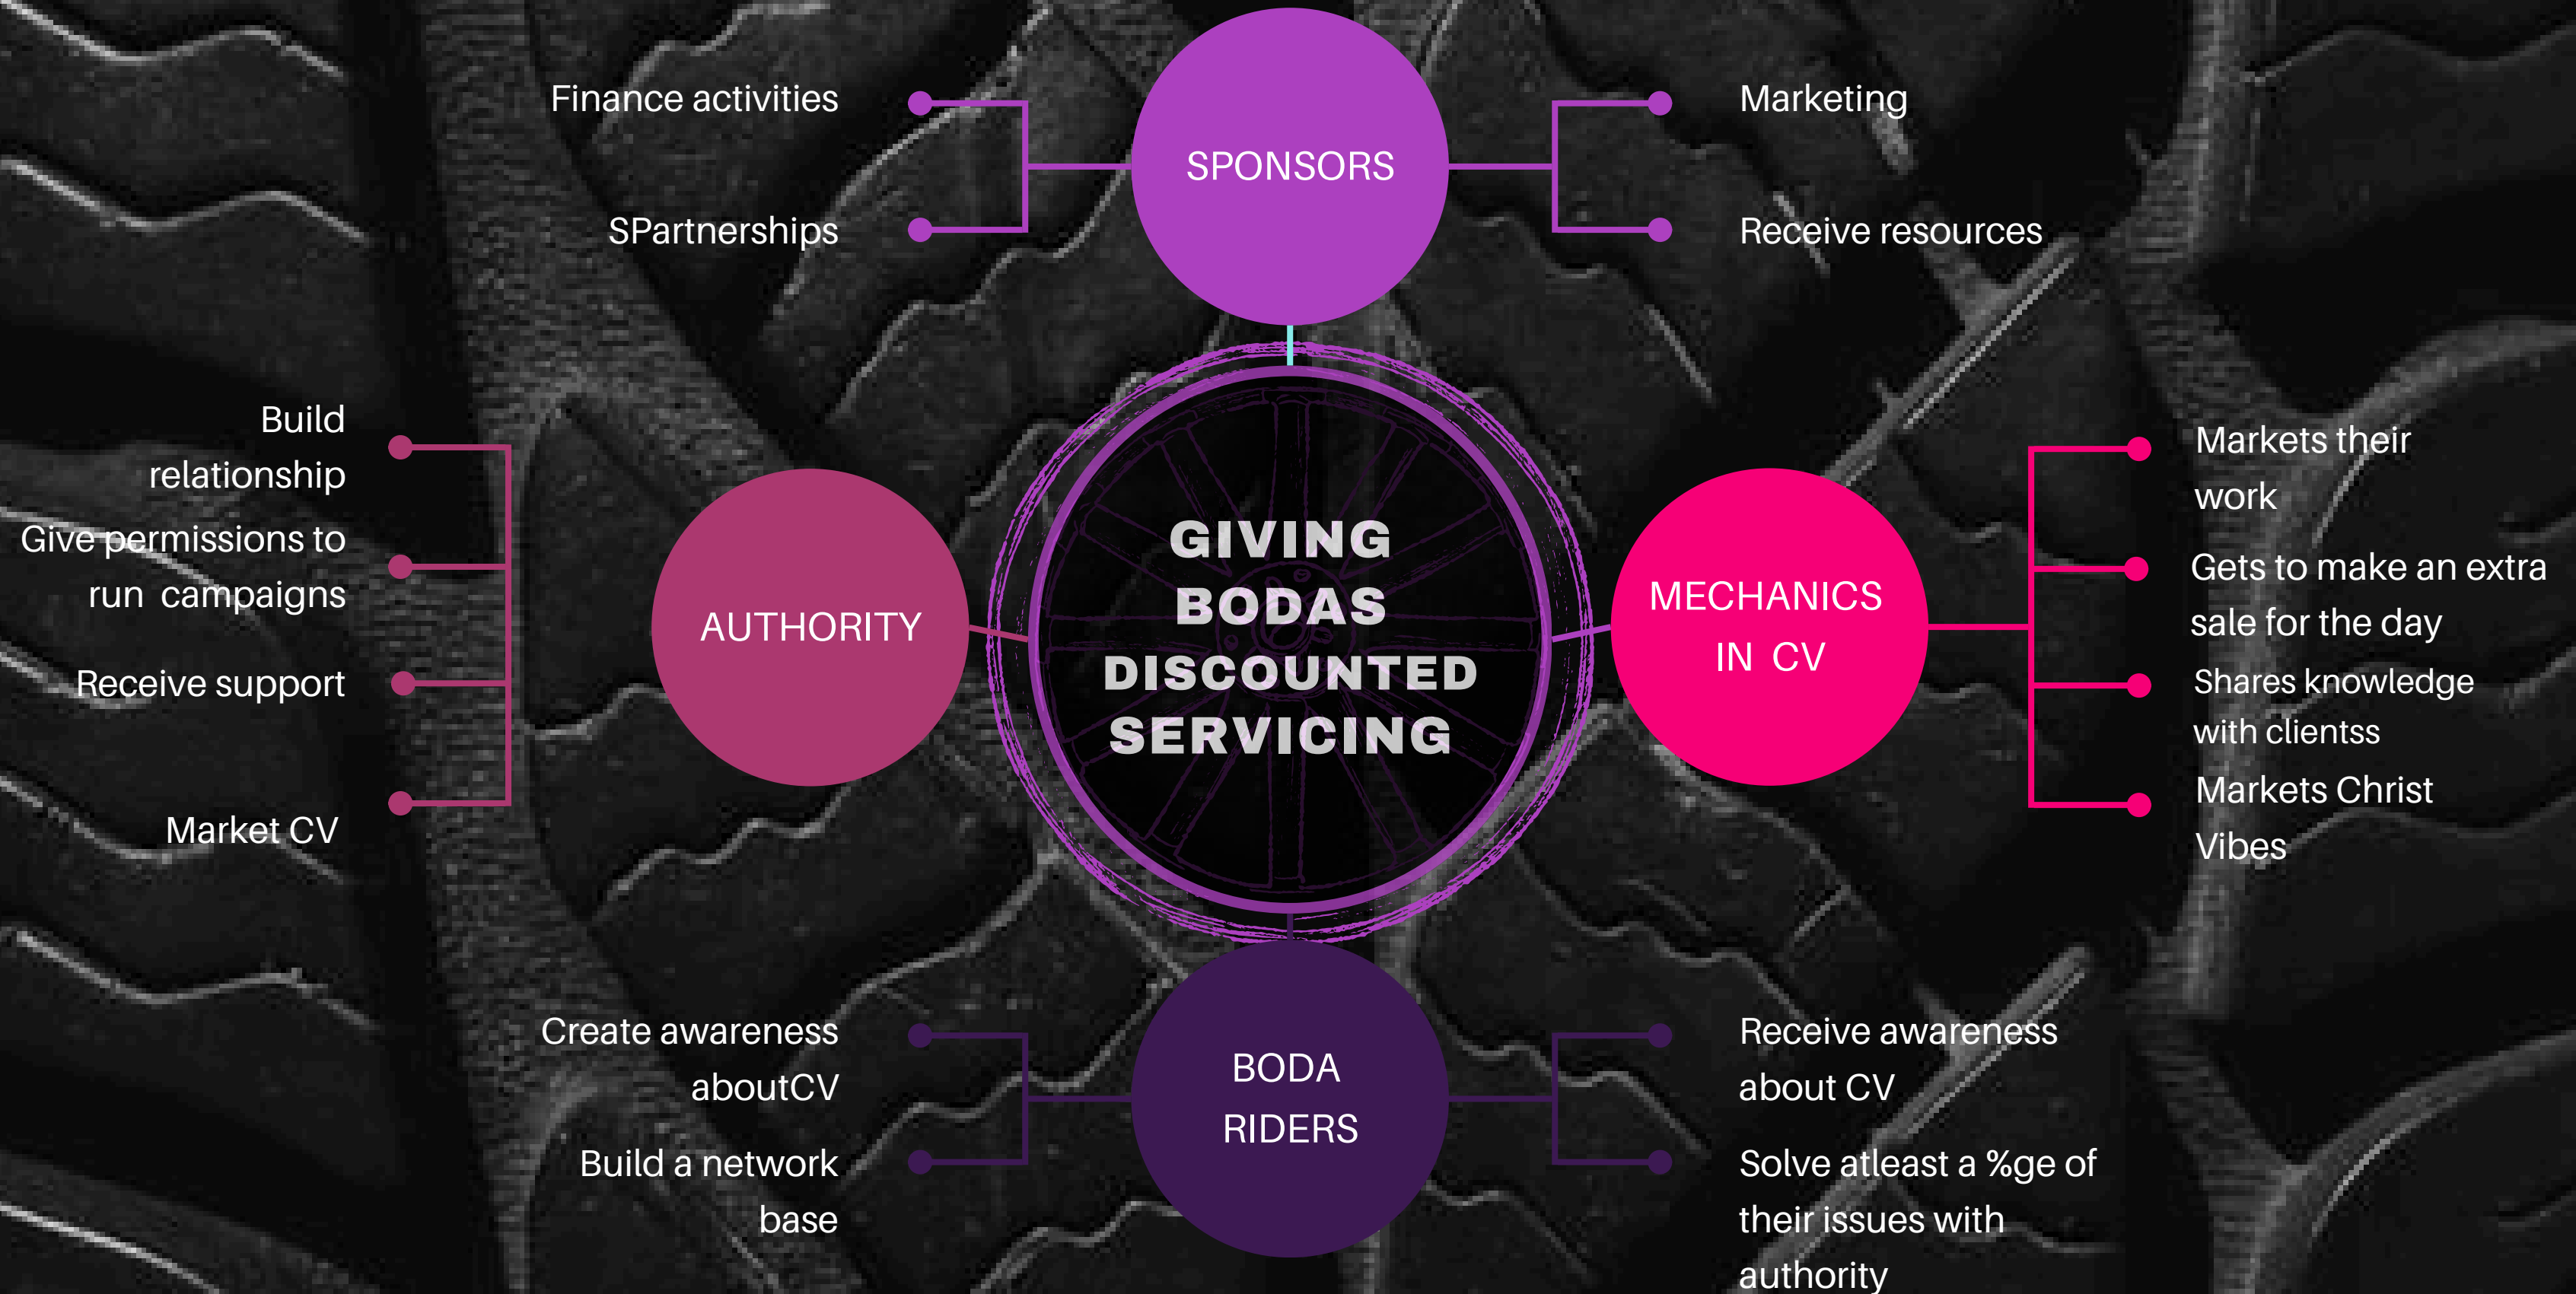 Finance activities
SPartnerships
SPONSORS
Marketing
Receive resources
Build
relationship
Give permissions to
run  campaigns
Receive support
Market CV
AUTHORITY
GIVING
BODAS
DISCOUNTED
SERVICING
MECHANICS
IN  CV
Markets their
work
Gets to make an extra
sale for the day
Shares knowledge
with clientss
Markets Christ
Vibes
Create awareness
aboutCV
Build a network
base
BODA
RIDERS
Receive awareness
about CV
Solve atleast a %ge of
their issues with
authority